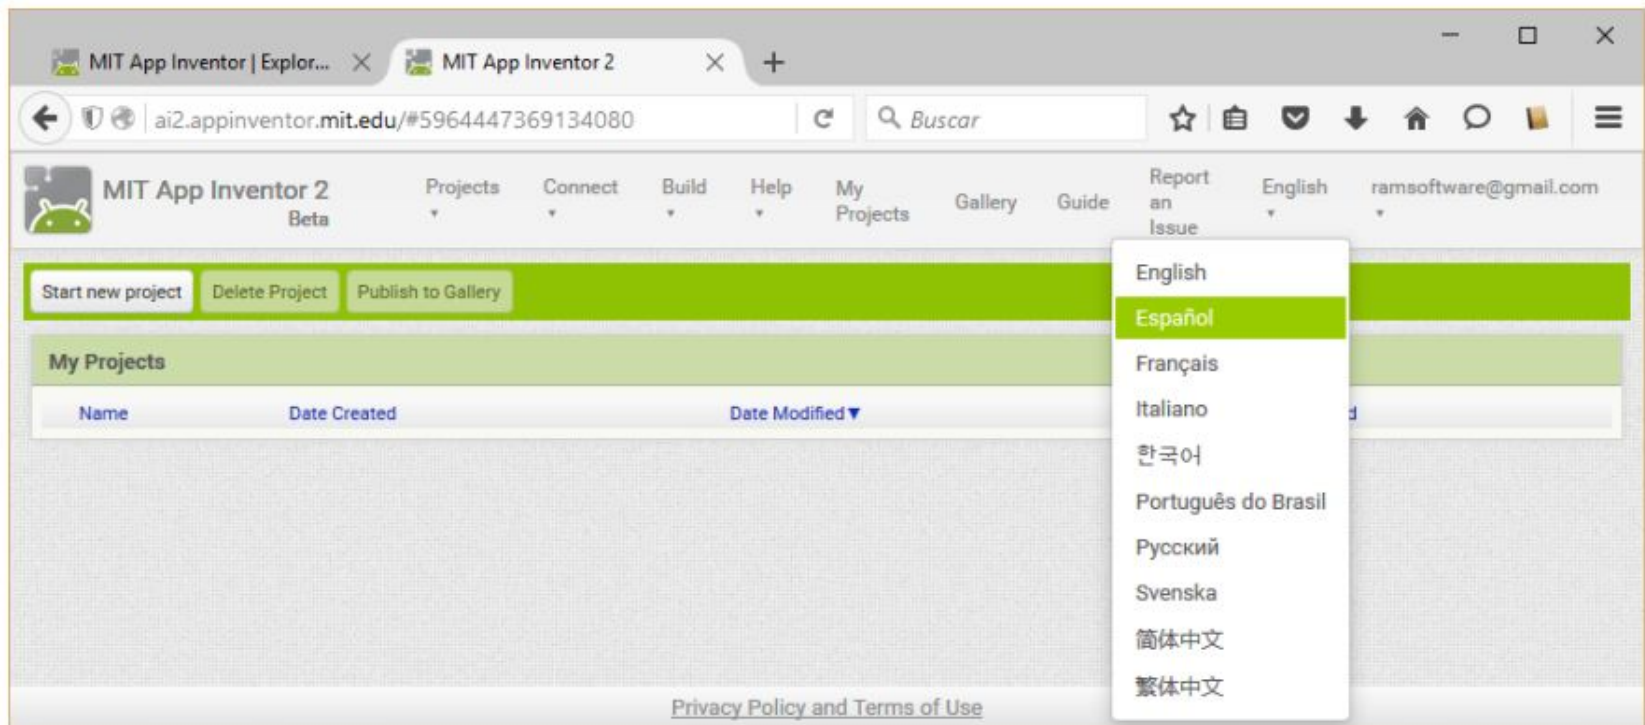 MIT App Inventor | Explor...
MIT App Inventor 2
ai2.appinventor.mit.edu/#5964447369134080
Buscar
MIT App Inventor 2
Beta
Projects
Connect
Build
Help
My
Projects
Gallery
Guide
Report
an
Issue
English
ramsoftware@gmail.com
Start new project
Delete Project
Publish to Gallery
My Projects
Name
Date Created
Date Modified▼
English
Español
Français
Italiano
한국어
Português do Brasil
Русский
Svenska
简体中文
繁体中文
Privacy Policy and Terms of Use